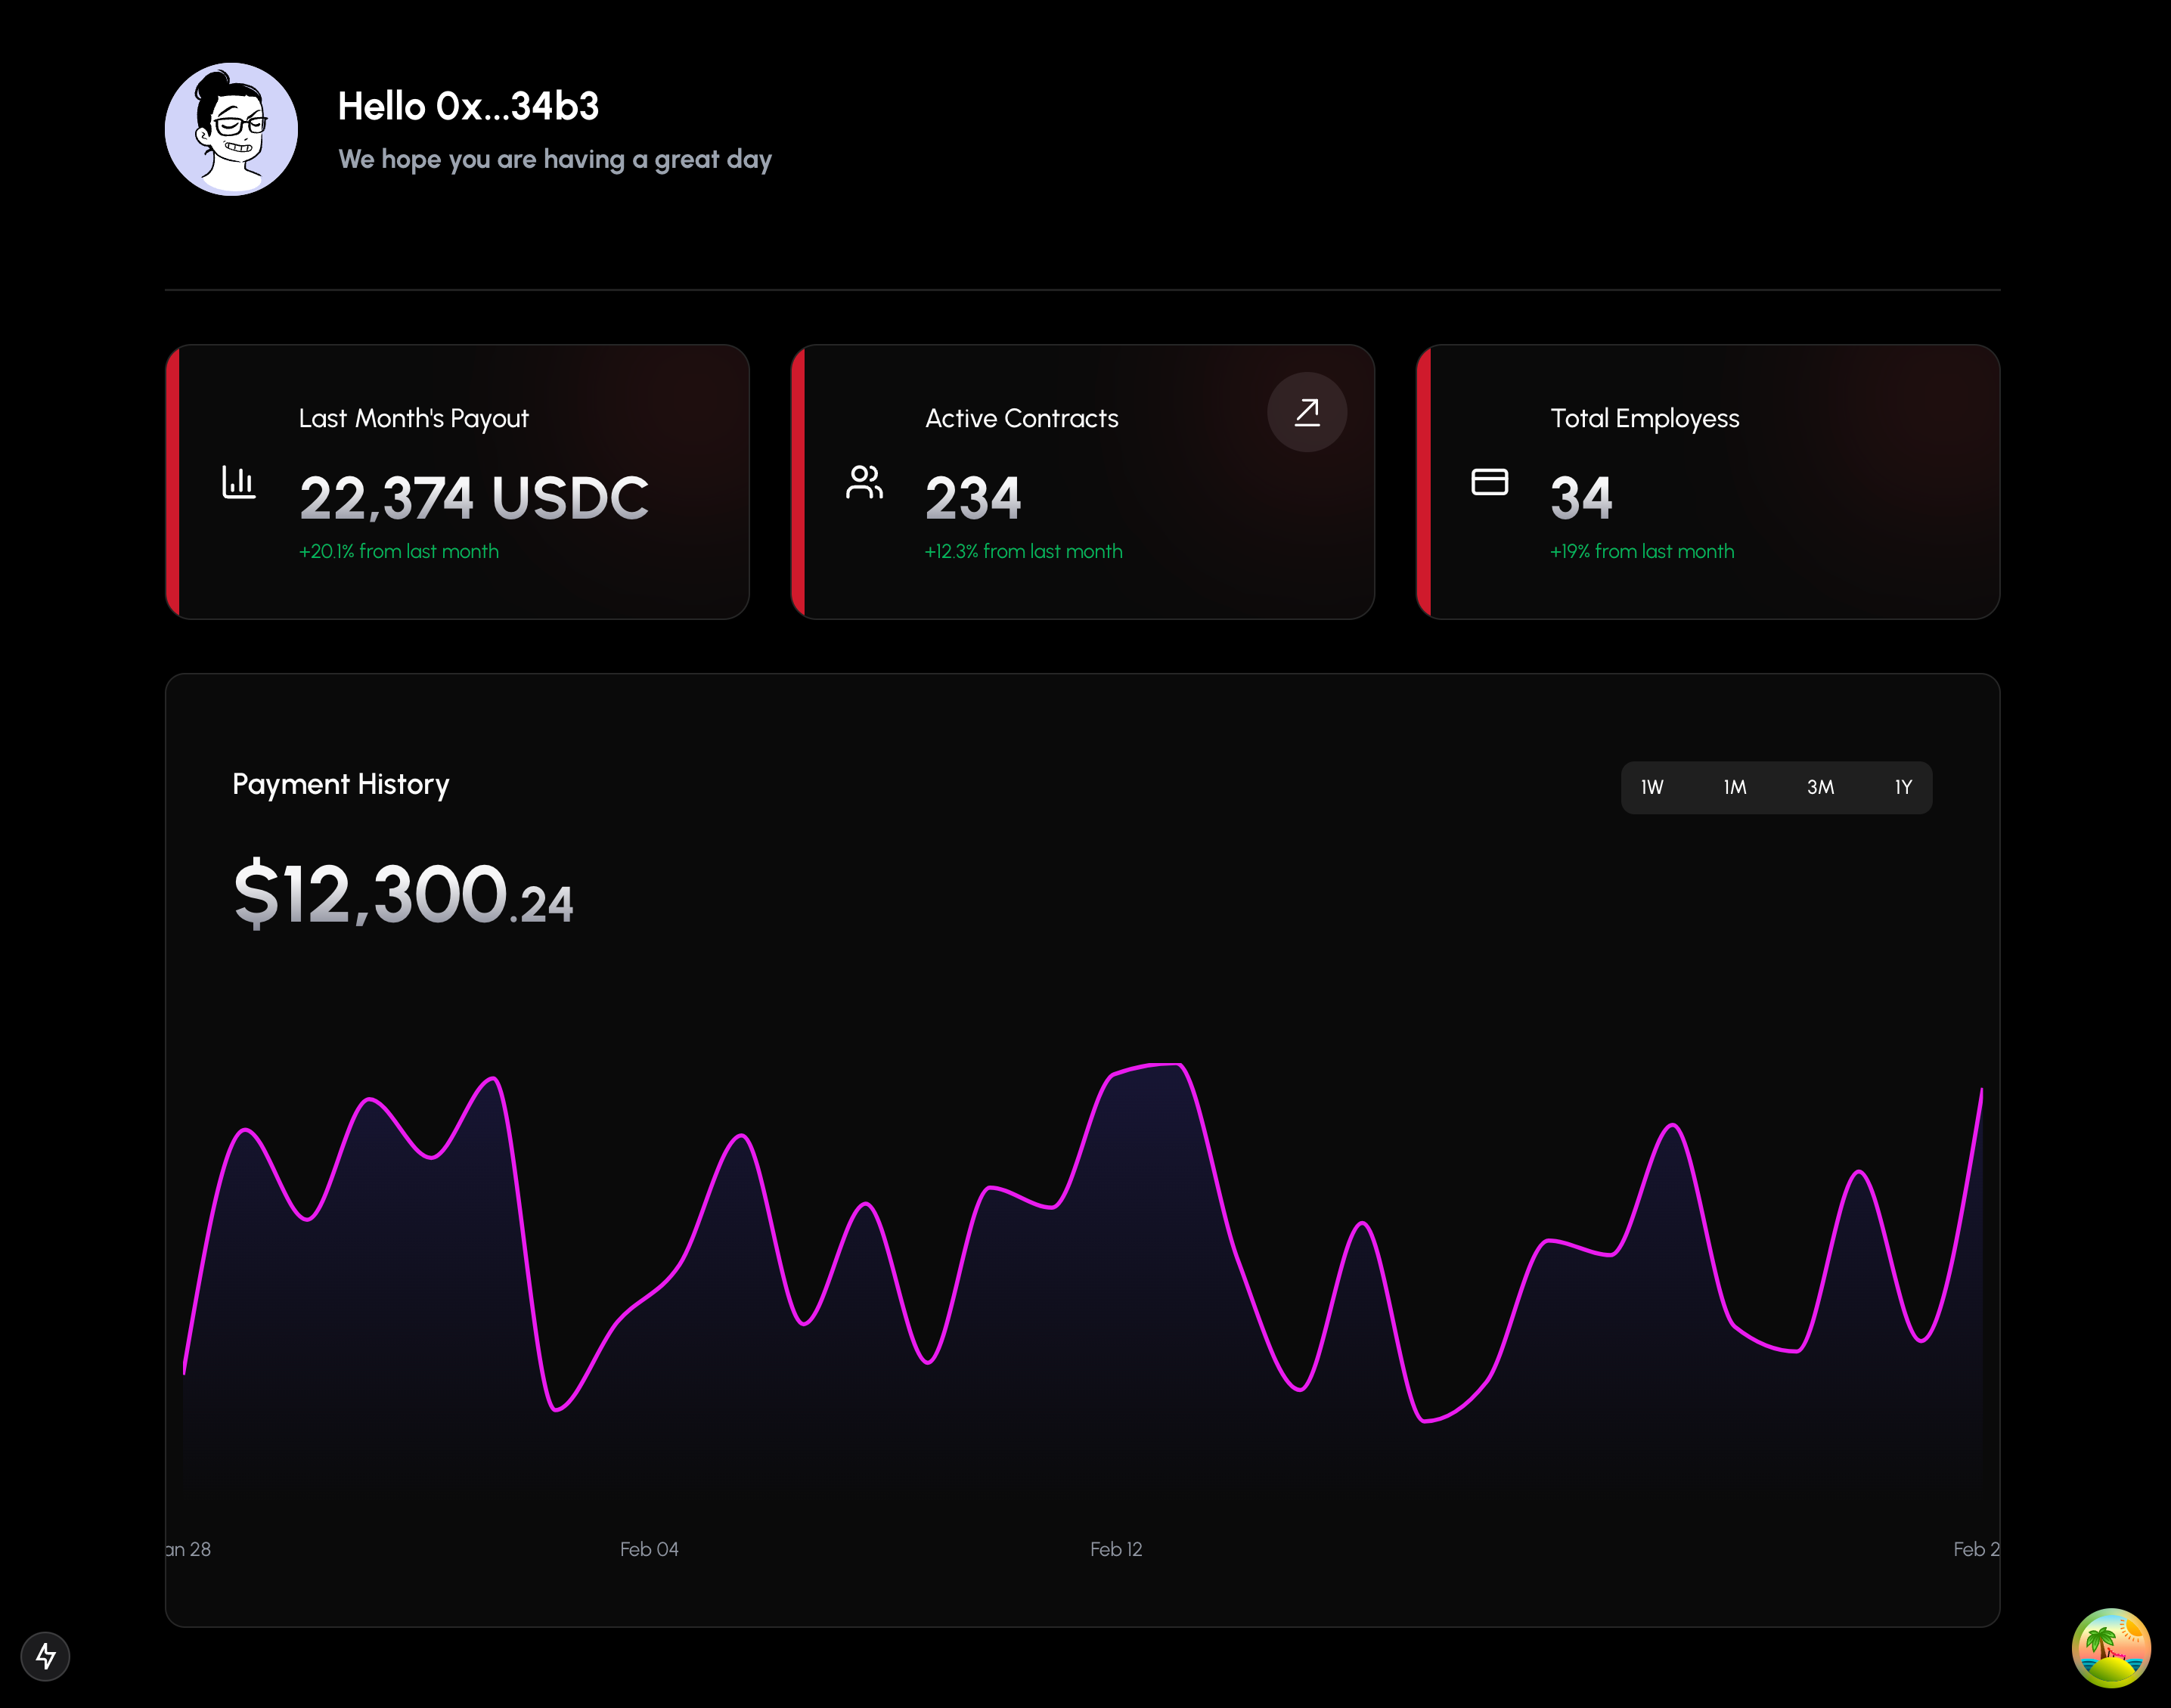 Hello 0x...34b3
We hope you are having a great day
Last Month's Payout
22,374 USDC
+20.1% from last month
Active Contracts
234
+12.3% from last month
Total Employess
34
+19% from last month
Payment History
1W 1M 3M 1Y
$12,300.24
an 28 Feb 04 Feb 12 Feb 2